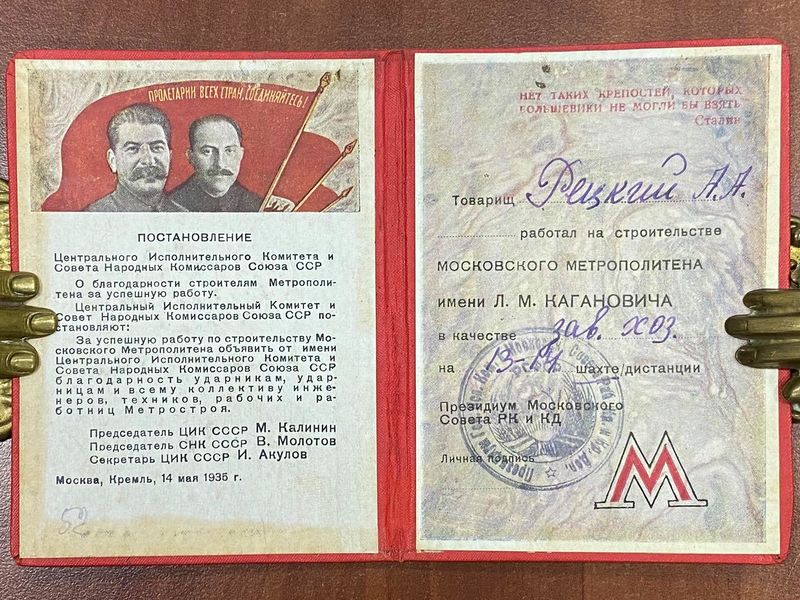 ПРОЛЕТАРИИ ВСЕХ СТРАН, СОЕДИНЯЙТЕСЬ!
ПОСТАНОВЛЕНИЕ
Центрального Исполнительного Комитета и
Совета Народных Комиссаров Союза ССР
О благодарности строителям Метрополи-
тена за успешную работу.
Центральный Исполнительный Комитет и
Совет Народных Комиссаров Союза ССР по-
становляют:
За успешную работу по строительству Мос-
ковского Метрополитена объявить от имени
Центрального Исполнительного Комитета и
Совета Народных Комиссаров Союза ССР
благодарность ударникам, удар-
ницам и всему коллективу инже-
неров, техников, рабочих и ра-
ботниц Метростроя.
Председатель ЦИК СССР М. Калинин
Председатель СНК СССР В. Молотов
Секретарь ЦИК СССР И. Акулов
Москва, Кремль, 14 мая 1935 г.
52
НЕТ ТАКИХ КРЕПОСТЕЙ, КОТОРЫХ
БОЛЬШЕВИКИ НЕ МОГЛИ БЫ ВЗЯТЬ
Сталин
Товарищ Рецкий А.А.
работал на строительстве
МОСКОВСКОГО МЕТРОПОЛИТЕНА
имени Л. М. КАГАНОВИЧА
в качестве зав. хоз.
на 13- шахте/дистанции
Президиум Московского
Совета РК и КД
Личная подпись
М